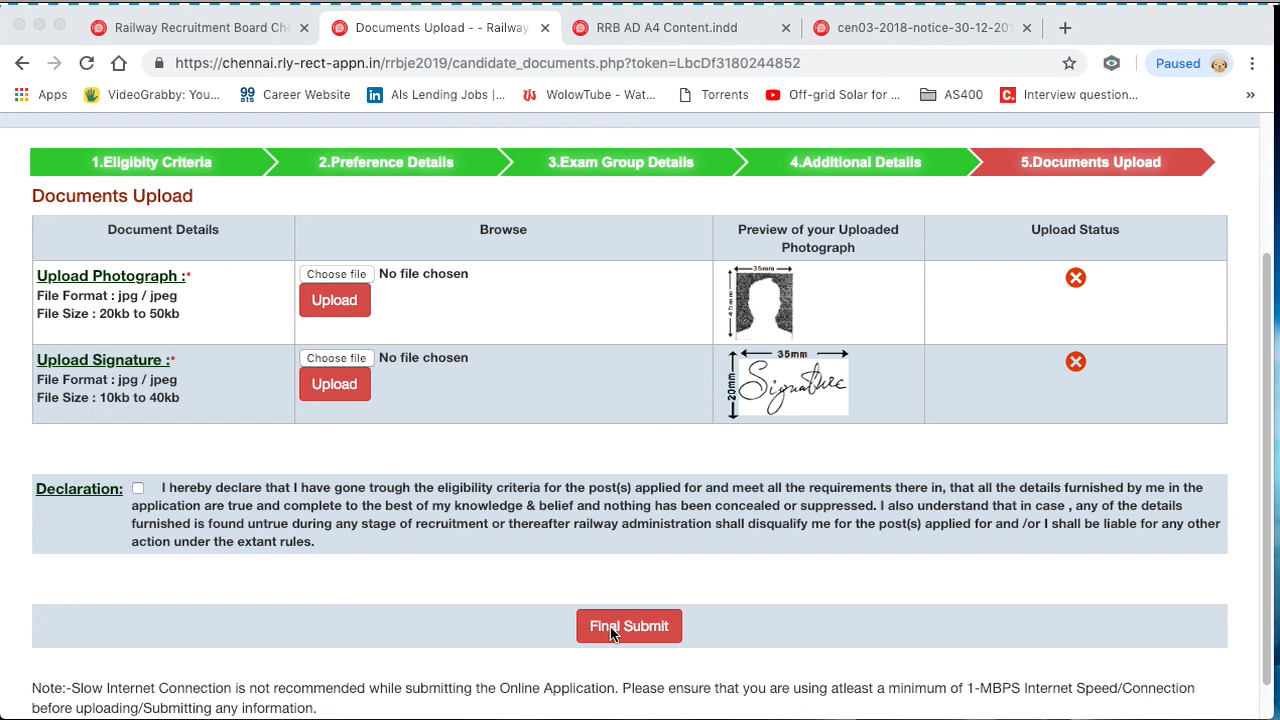 Railway Recruitment Board Che
Documents Upload - - Railway
RRB AD A4 Content.indd
cen03-2018-notice-30-12-201
https://chennai.rly-rect-appn.in/rrbje2019/candidate_documents.php?token=LbcDf3180244852
Paused
Apps
VideoGrabby: You...
99acres
Career Website
in
Als Lending Jobs |...
WolowTube - Wat...
Torrents
Off-grid Solar for ...
AS400
C.
Interview question...
»
1.Eligibity Criteria
2.Preference Details
3.Exam Group Details
4.Additional Details
5.Documents Upload
Documents Upload
Document Details
Browse
Preview of your Uploaded
Photograph
Upload Status
Upload Photograph :*
File Format : jpg / jpeg
File Size : 20kb to 50kb
Choose file No file chosen
Upload
35mm
Upload Signature :*
File Format : jpg / jpeg
File Size : 10kb to 40kb
Choose file No file chosen
Upload
35mm
20mm
Signature
Declaration:
I hereby declare that I have gone trough the eligibility criteria for the post(s) applied for and meet all the requirements there in, that all the details furnished by me in the
application are true and complete to the best of my knowledge & belief and nothing has been concealed or suppressed. I also understand that in case , any of the details
furnished is found untrue during any stage of recruitment or thereafter railway administration shall disqualify me for the post(s) applied for and /or I shall be liable for any other
action under the extant rules.
Final Submit
Note:-Slow Internet Connection is not recommended while submitting the Online Application. Please ensure that you are using atleast a minimum of 1-MBPS Internet Speed/Connection
before uploading/Submitting any information.